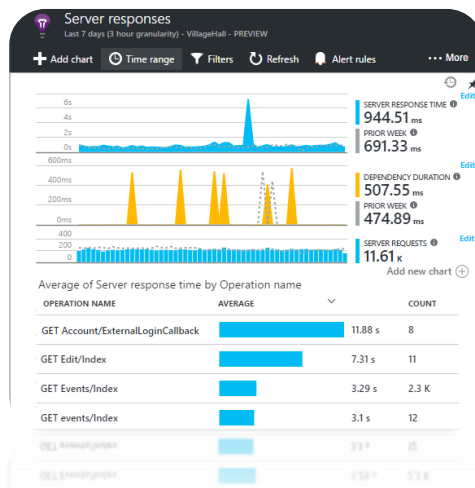 Server responses
Last 7 days (3 hour granularity) - VillageHall - PREVIEW
Add chart Time range Filters Refresh Alert rules ... More
Edit
6s
4s
2s
0s
SERVER RESPONSE TIME
944.51 ms
PRIOR WEEK
691.33 ms
Edit
600ms
400ms
200ms
0ms
DEPENDENCY DURATION
507.55 ms
PRIOR WEEK
474.89 ms
Edit
400
200
0
SERVER REQUESTS
11.61 K
Add new chart
Average of Server response time by Operation name
OPERATION NAME AVERAGE COUNT
GET Account/ExternalLoginCallback 11.88 s 8
GET Edit/Index 7.31 s 11
GET Events/Index 3.29 s 2.3 K
GET events/Index 3.1 s 12